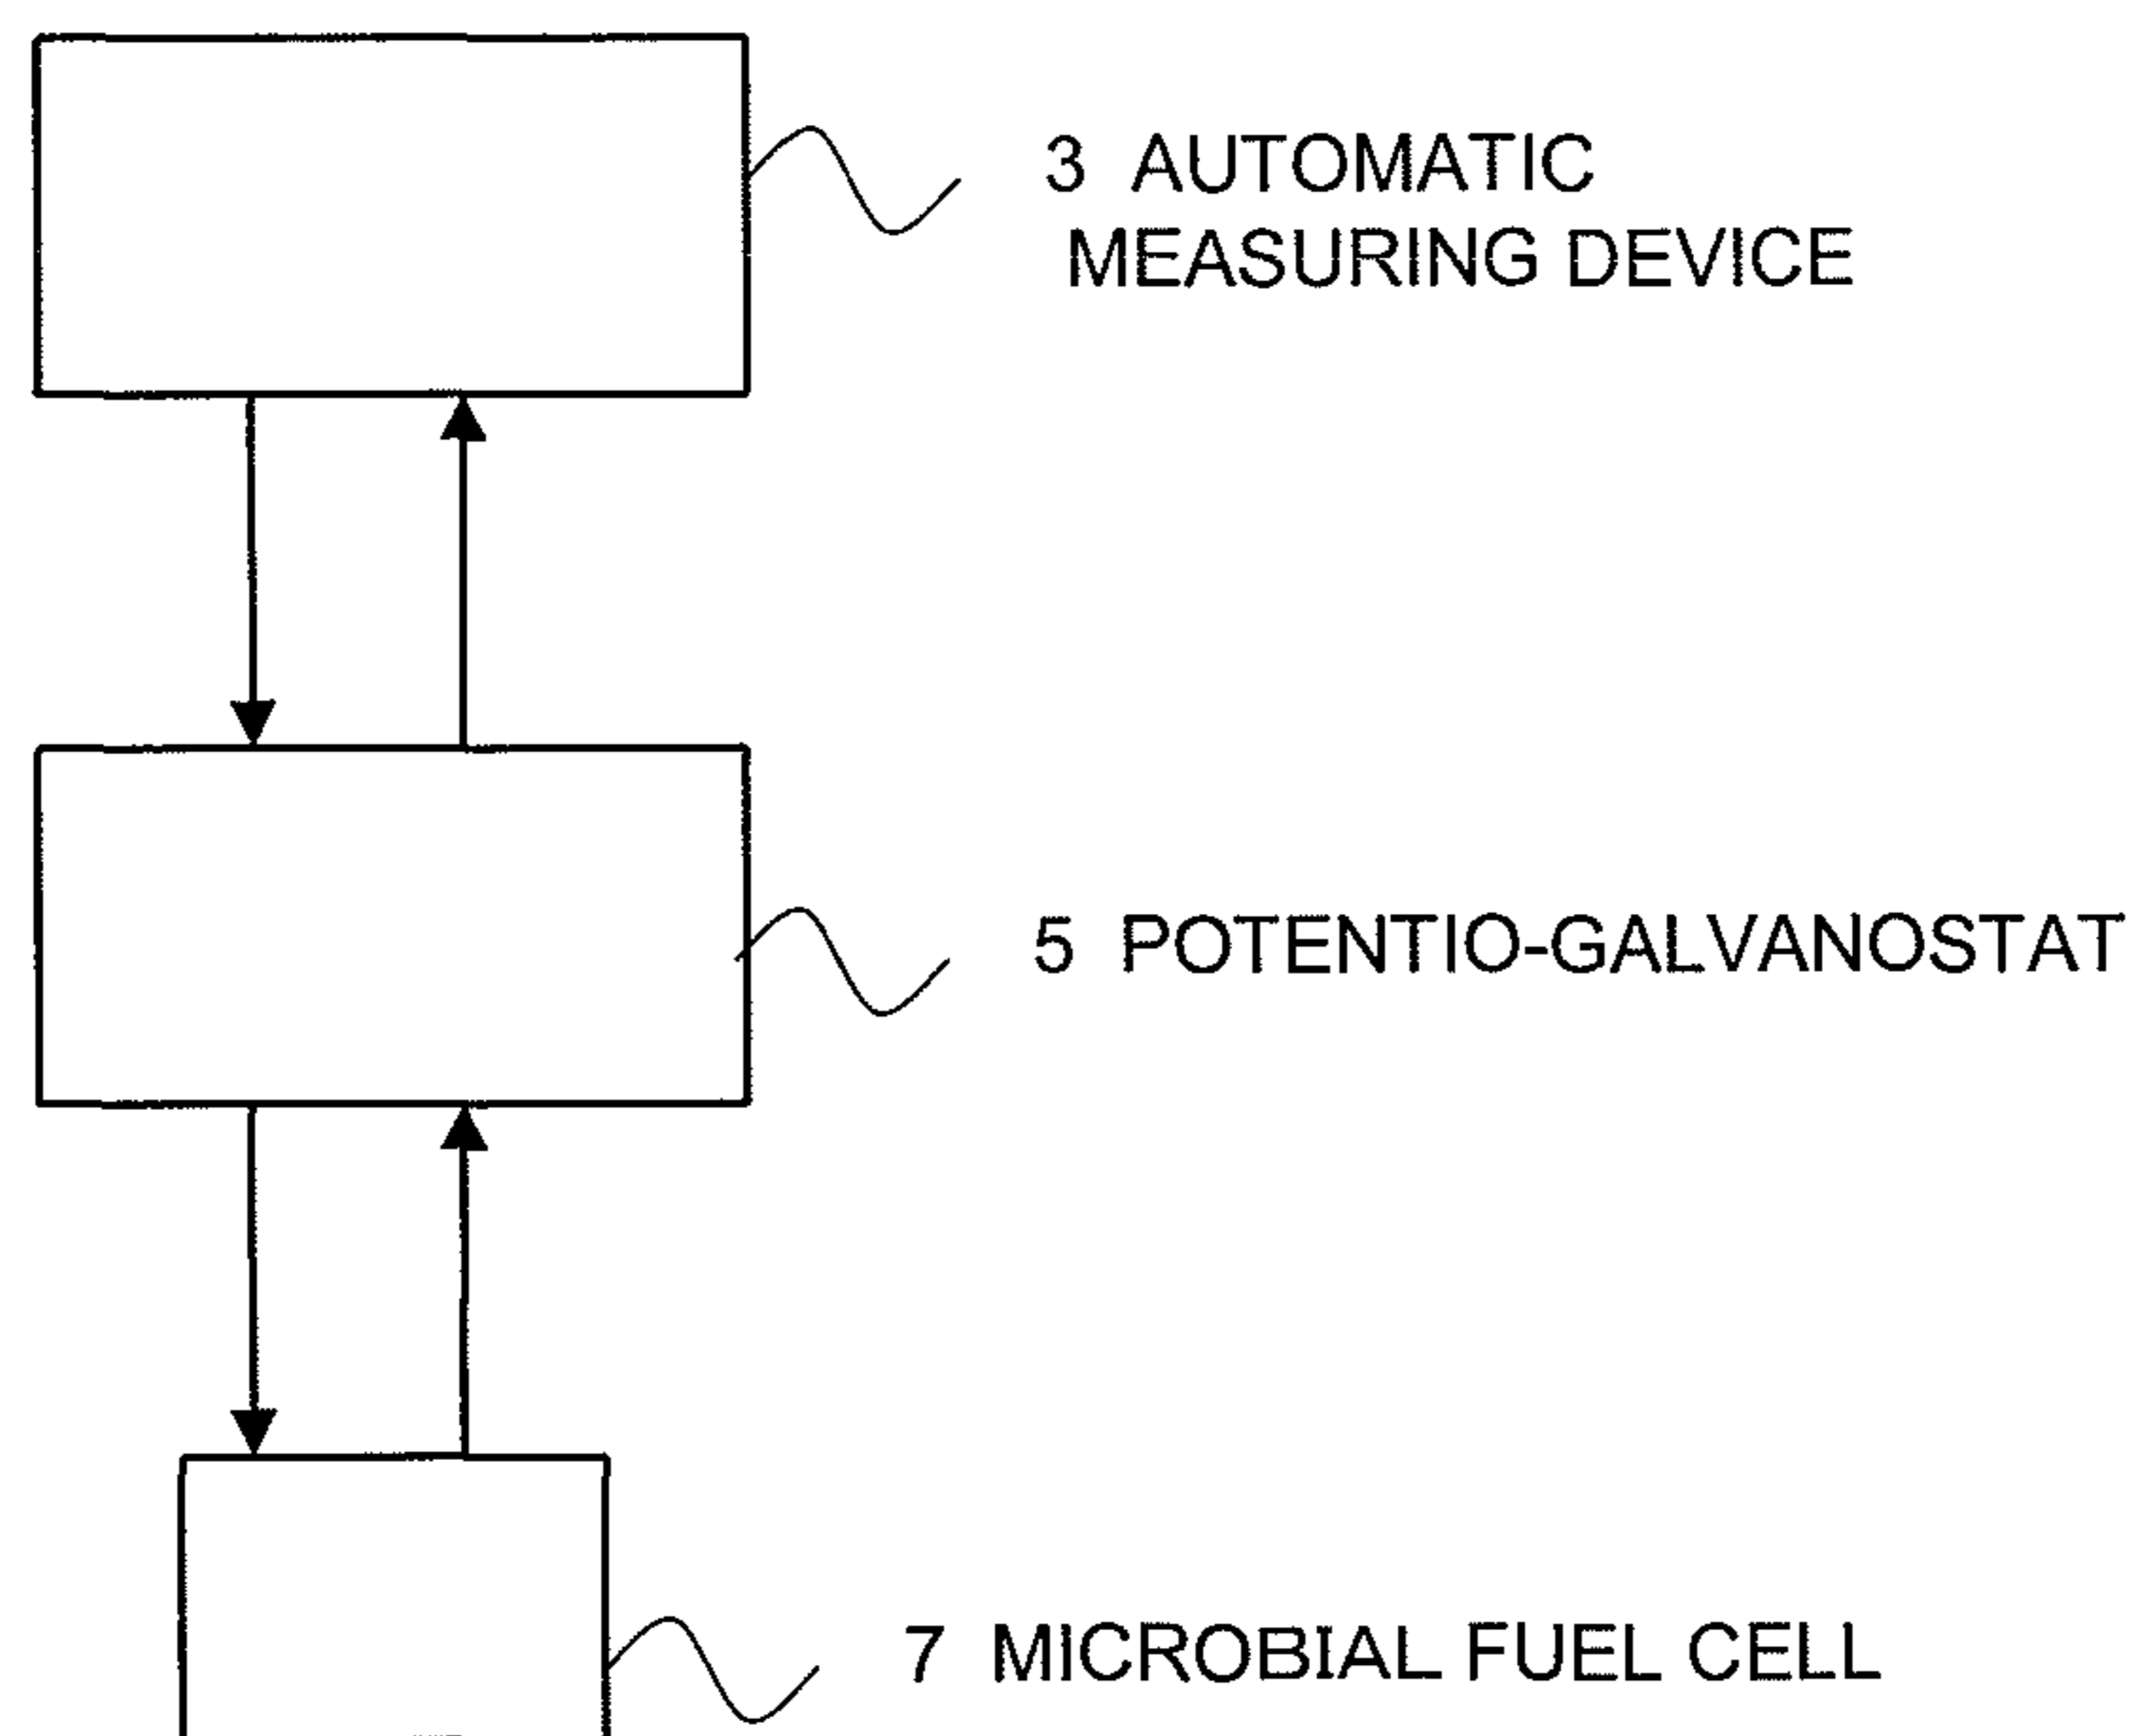 3 AUTOMATIC
MEASURING DEVICE
5 POTENTIO-GALVANOSTAT
7 MICROBIAL FUEL CELL